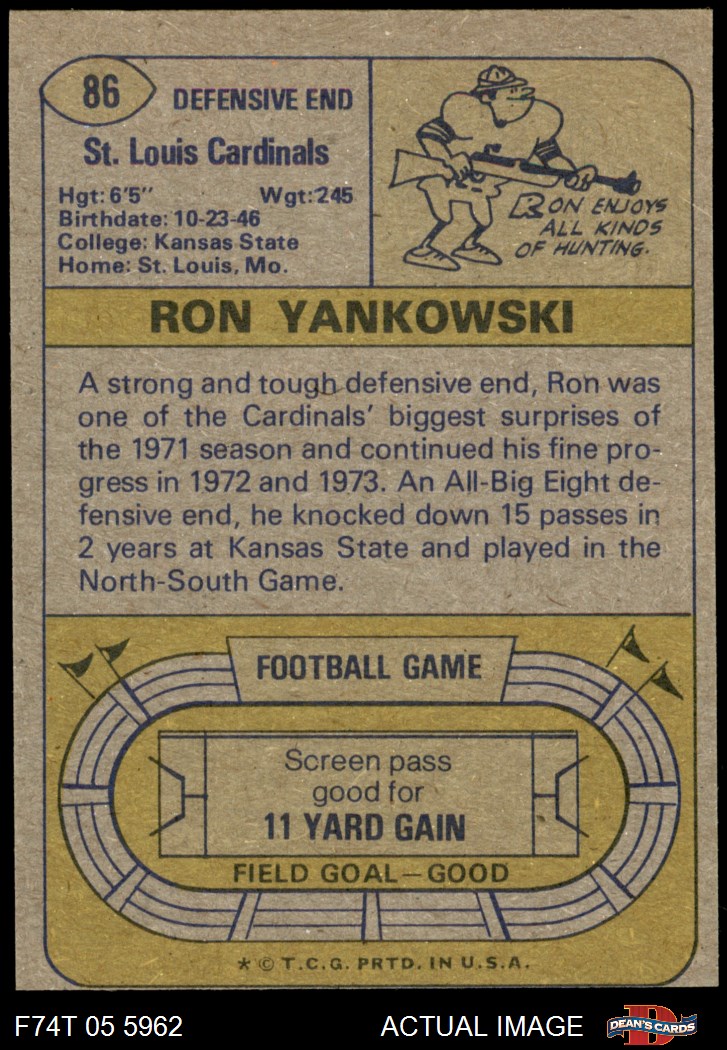 86
DEFENSIVE END
St. Louis Cardinals
Hgt: 6'5" Wgt: 245
Birthdate: 10-23-46
College: Kansas State
Home: St. Louis, Mo.
RON ENJOYS
ALL KINDS
OF HUNTING.
RON YANKOWSKI
A strong and tough defensive end, Ron was
one of the Cardinals' biggest surprises of
the 1971 season and continued his fine pro-
gress in 1972 and 1973. An All-Big Eight de-
fensive end, he knocked down 15 passes in
2 years at Kansas State and played in the
North-South Game.
FOOTBALL GAME
Screen pass
good for
11 YARD GAIN
FIELD GOAL—GOOD
* © T.C.G. PRTD. IN U.S.A.
F74T 05 5962
ACTUAL IMAGE
D
DEAN'S CARDS